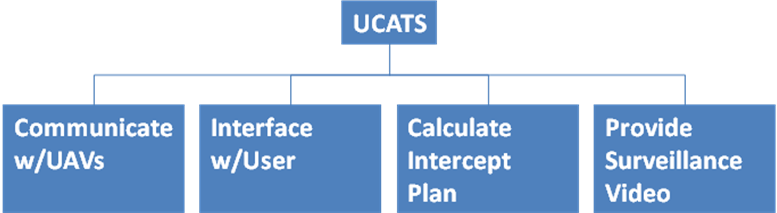 UCATS
Communicate
w/UAVs
Interface
w/User
Calculate
Intercept
Plan
Provide
Surveillance
Video